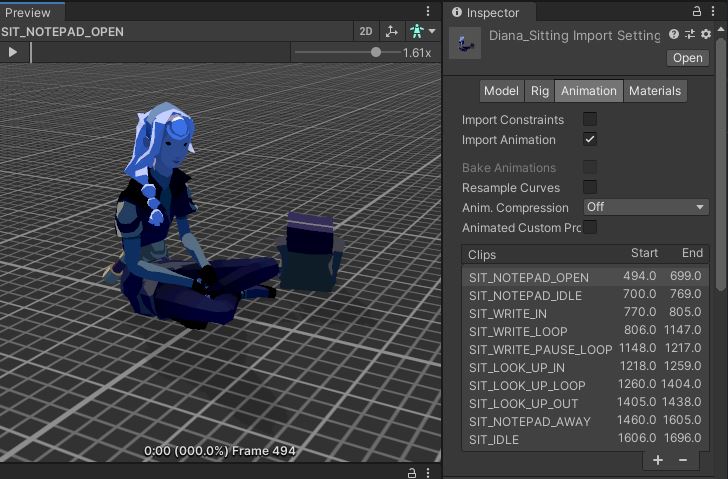 Preview
SIT_NOTEPAD_OPEN
2D
1.61x
0:00 (000.0%) Frame 494
Inspector
Diana_Sitting Import Setting
Open
Model Rig Animation Materials
Import Constraints
Import Animation
Bake Animations
Resample Curves
Anim. Compression Off
Animated Custom Pro
Clips Start End
SIT_NOTEPAD_OPEN 494.0 699.0
SIT_NOTEPAD_IDLE 700.0 769.0
SIT_WRITE_IN 770.0 805.0
SIT_WRITE_LOOP 806.0 1147.0
SIT_WRITE_PAUSE_LOOP 1148.0 1217.0
SIT_LOOK_UP_IN 1218.0 1259.0
SIT_LOOK_UP_LOOP 1260.0 1404.0
SIT_LOOK_UP_OUT 1405.0 1438.0
SIT_NOTEPAD_AWAY 1460.0 1605.0
SIT_IDLE 1606.0 1696.0